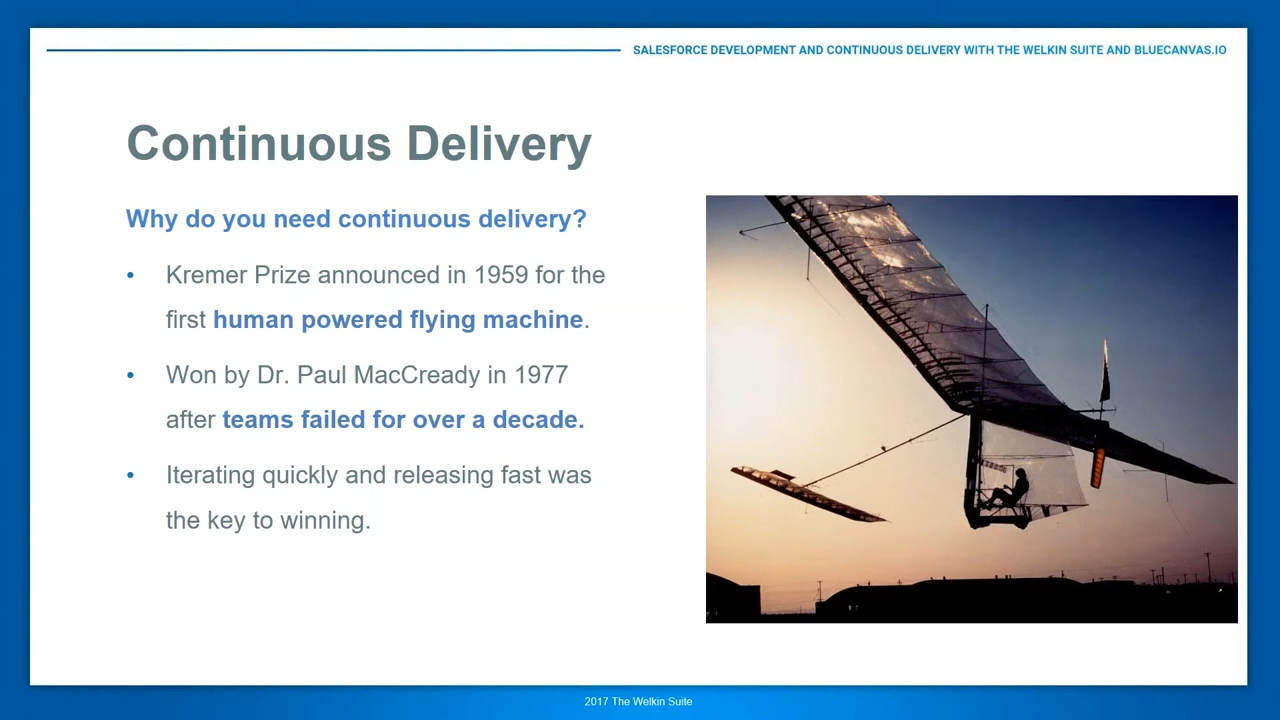 SALESFORCE DEVELOPMENT AND CONTINUOUS DELIVERY WITH THE WELKIN SUITE AND BLUECANVAS.IO
Continuous Delivery
Why do you need continuous delivery?
• Kremer Prize announced in 1959 for the
first human powered flying machine.
• Won by Dr. Paul MacCready in 1977
after teams failed for over a decade.
• Iterating quickly and releasing fast was
the key to winning.
2017 The Welkin Suite